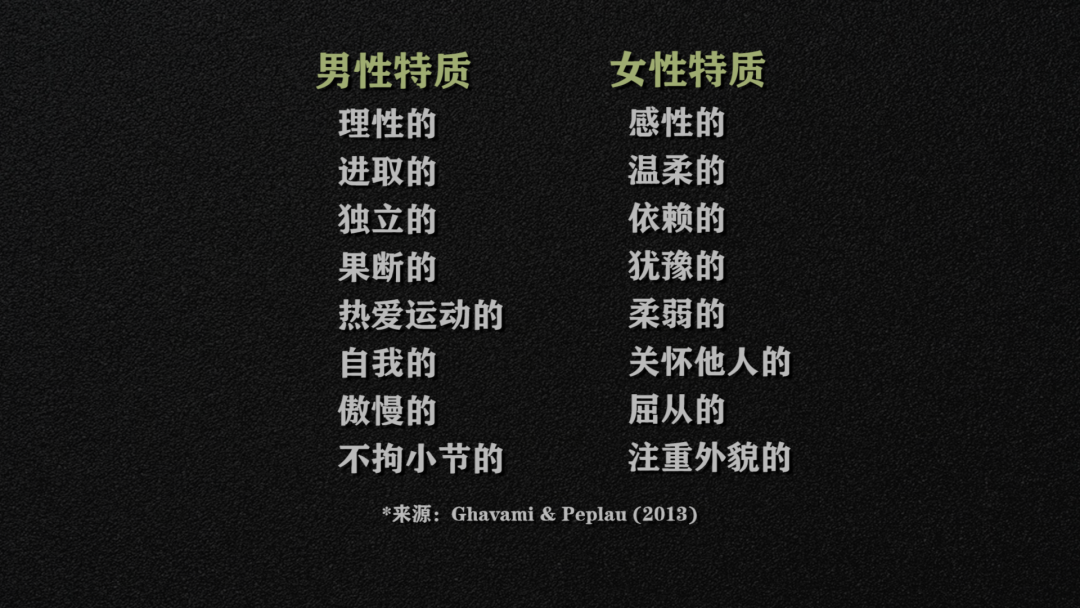 男性特质
理性的
进取的
独立的
果断的
热爱运动的
自我的
傲慢的
不拘小节的
女性特质
感性的
温柔的
依赖的
犹豫的
柔弱的
关怀他人的
屈从的
注重外貌的
*来源：Ghavami & Peplau (2013)